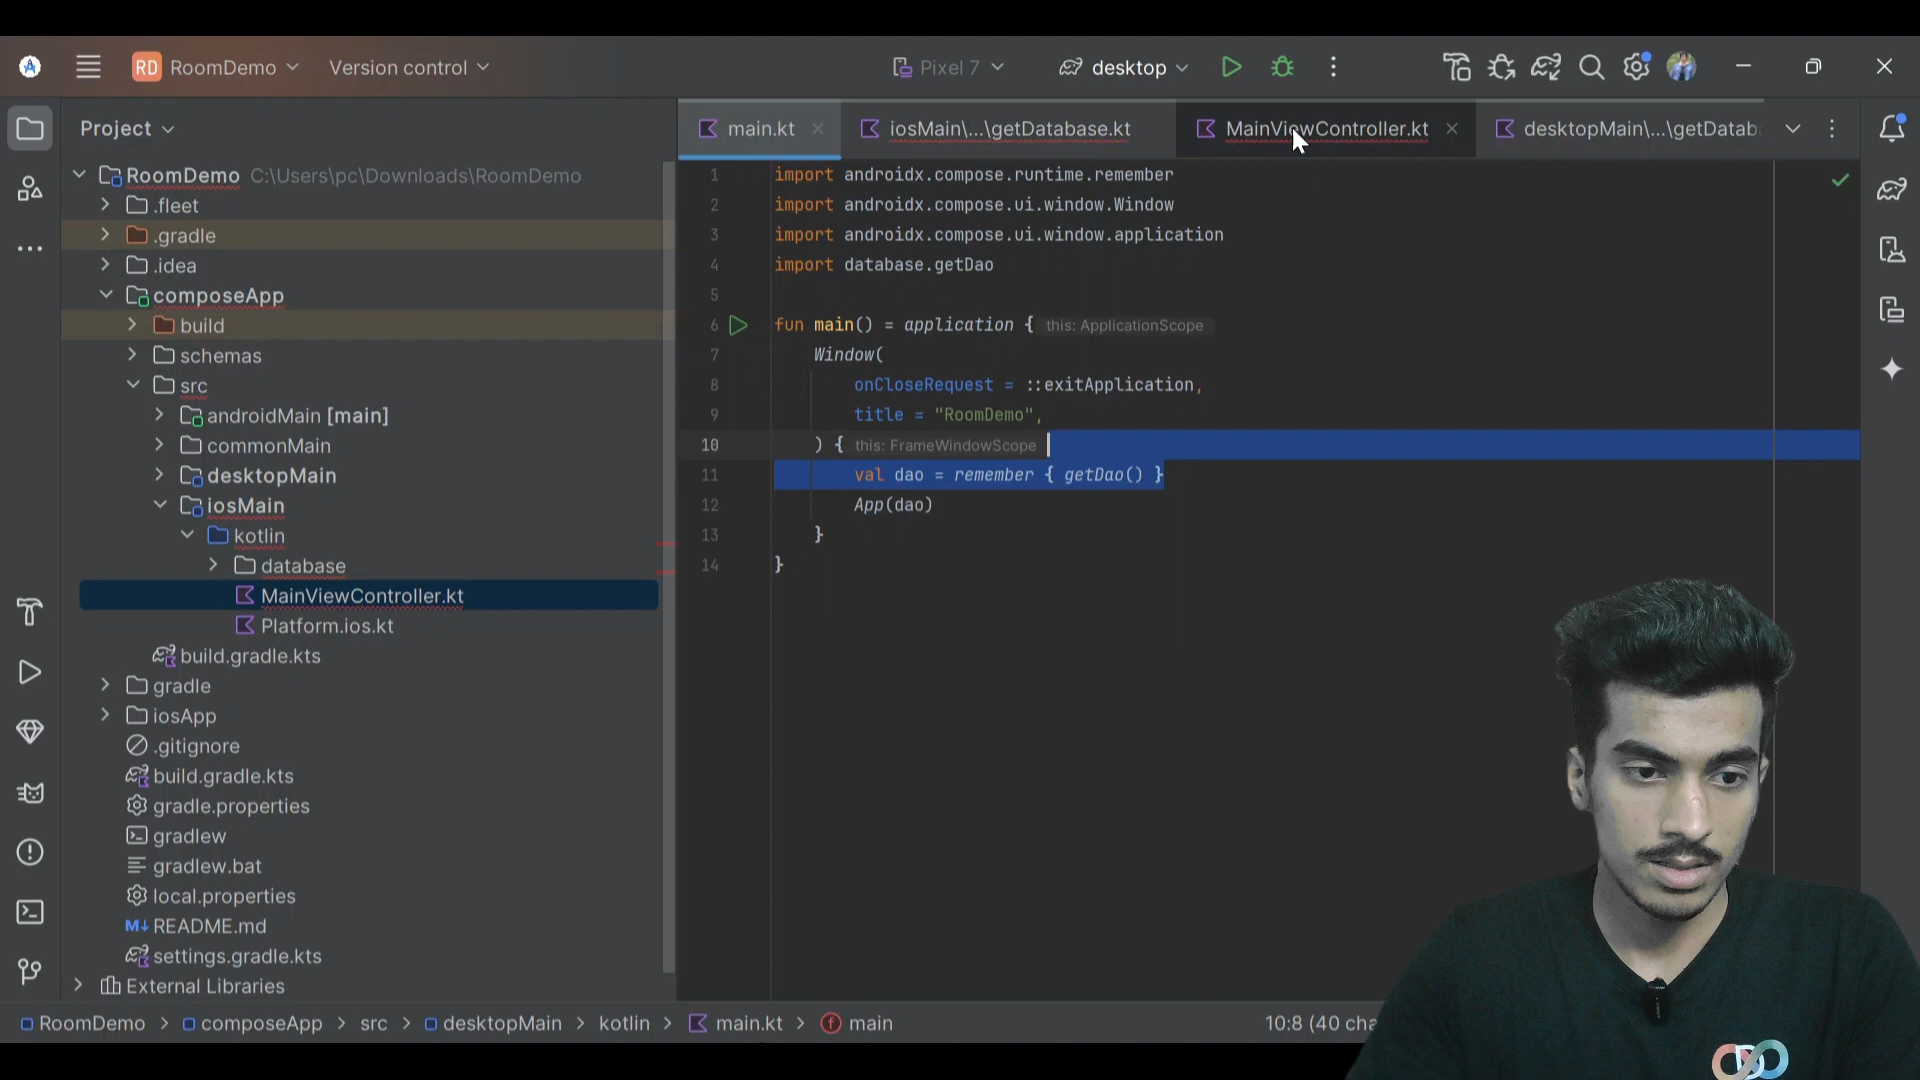 RD RoomDemo Version control Pixel 7 desktop
Project
main.kt iosMain\...\getDatabase.kt MainViewController.kt desktopMain\...\getDatab
RoomDemo C:\Users\pc\Downloads\RoomDemo
.fleet
.gradle
.idea
composeApp
build
schemas
src
androidMain [main]
commonMain
desktopMain
iosMain
kotlin
database
MainViewController.kt
Platform.ios.kt
build.gradle.kts
gradle
iosApp
.gitignore
build.gradle.kts
gradle.properties
gradlew
gradlew.bat
local.properties
M↓ README.md
settings.gradle.kts
External Libraries
1 import androidx.compose.runtime.remember
2 import androidx.compose.ui.window.Window
3 import androidx.compose.ui.window.application
4 import database.getDao
5
6 fun main() = application { this: ApplicationScope
7 Window(
8 onCloseRequest = ::exitApplication,
9 title = "RoomDemo",
10 ) { this: FrameWindowScope
11 val dao = remember { getDao() }
12 App(dao)
13 }
14 }
RoomDemo > composeApp > src > desktopMain > kotlin > main.kt > f main
10:8 (40 cha